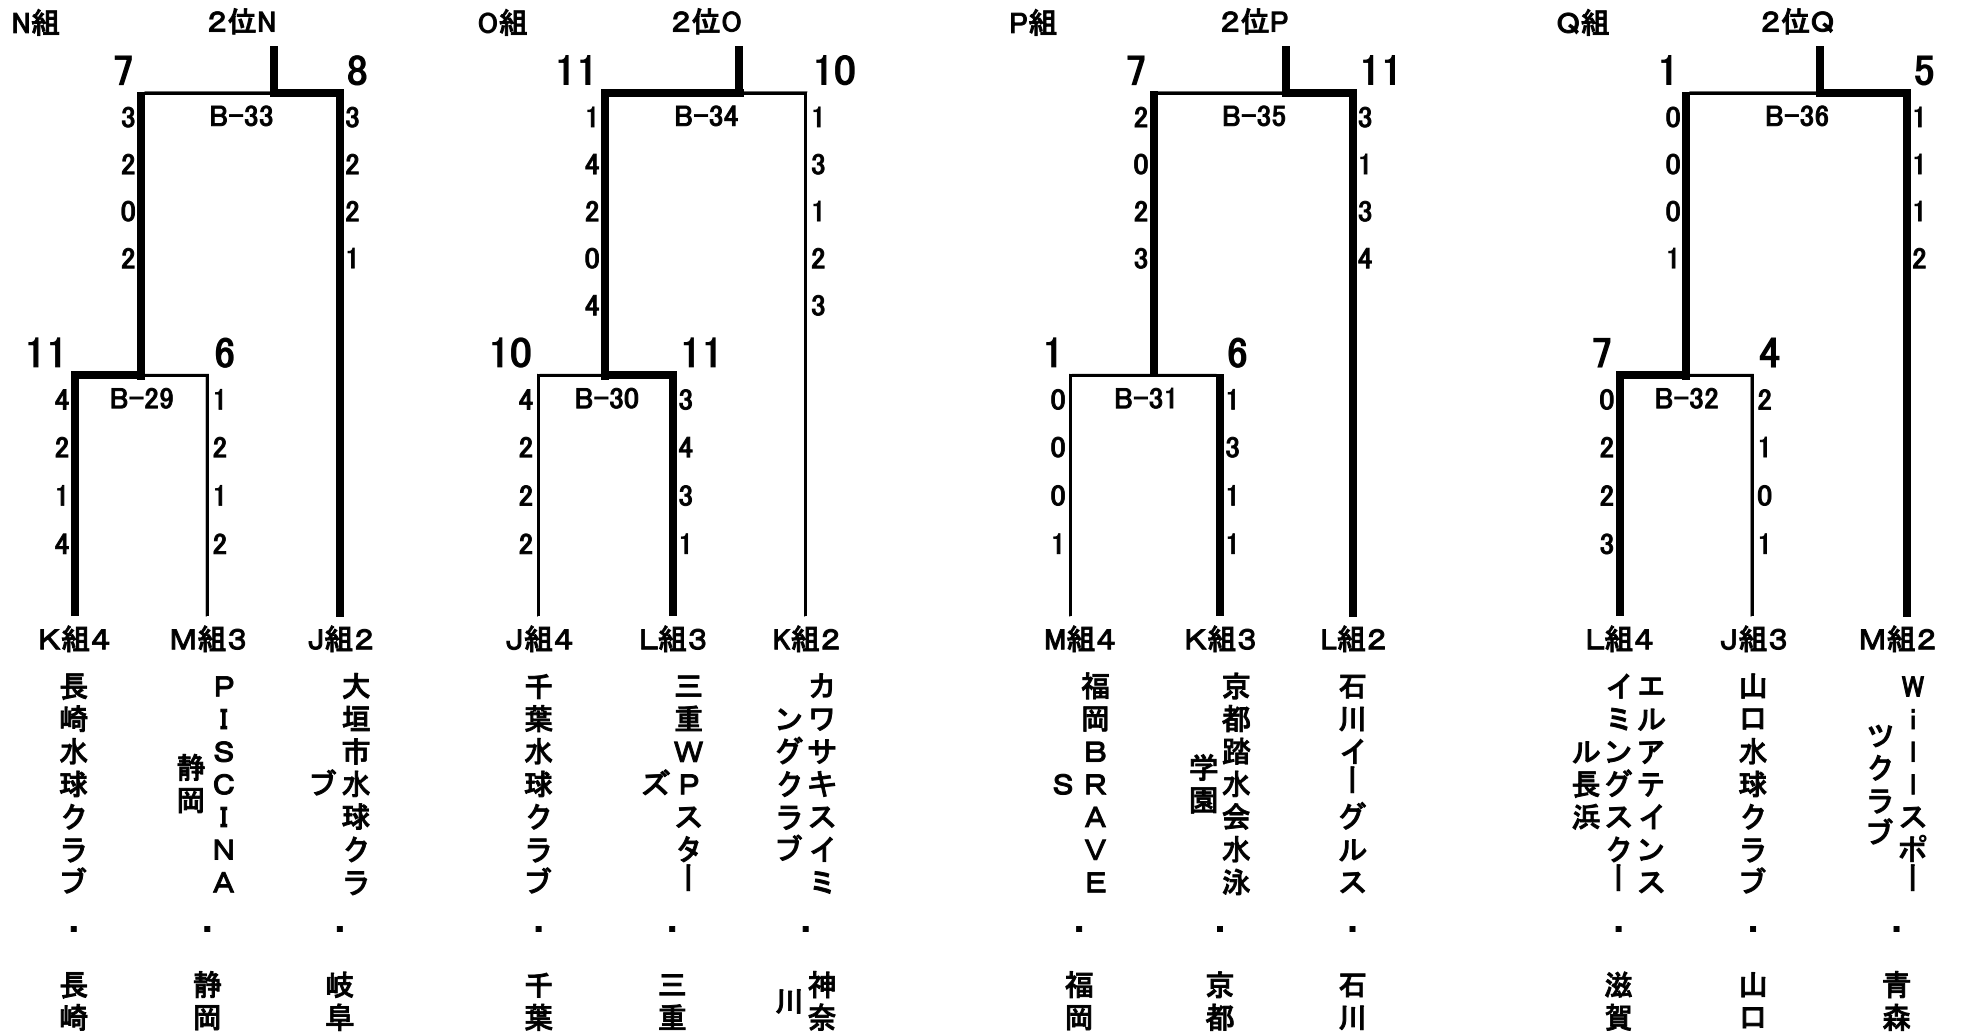 N組 2位N
7 8
B-33
3 3
2 2
0 2
2 1
11 6
B-29
4 1
2 2
1 1
4 2
K組4 M組3 J組2
長崎水球クラブ
PISCINA
静岡
大垣市水球クラ
ブ
・ ・ ・
長崎 静岡 岐阜
O組 2位O
11 10
B-34
1 1
4 3
2 1
0 2
4 3
10 11
B-30
4 3
2 4
2 3
2 1
J組4 L組3 K組2
千葉水球クラブ
三重WPスター
ズ
カワサキスイミ
ングクラブ
・ ・ ・
千葉 三重 神奈
川
P組 2位P
7 11
B-35
2 3
0 1
2 3
3 4
1 6
B-31
0 1
0 3
0 1
1 1
M組4 K組3 L組2
福岡BRAVE
S
京都踏水会水泳
学園
石川イーグルス
・ ・ ・
福岡 京都 石川
Q組 2位Q
1 5
B-36
0 1
0 1
0 1
1 2
7 4
B-32
0 2
2 1
2 0
3 1
L組4 J組3 M組2
エルアテインス
イミングスクー
ル長浜
山口水球クラブ
Willスポー
ツクラブ
・ ・ ・
滋賀 山口 青森